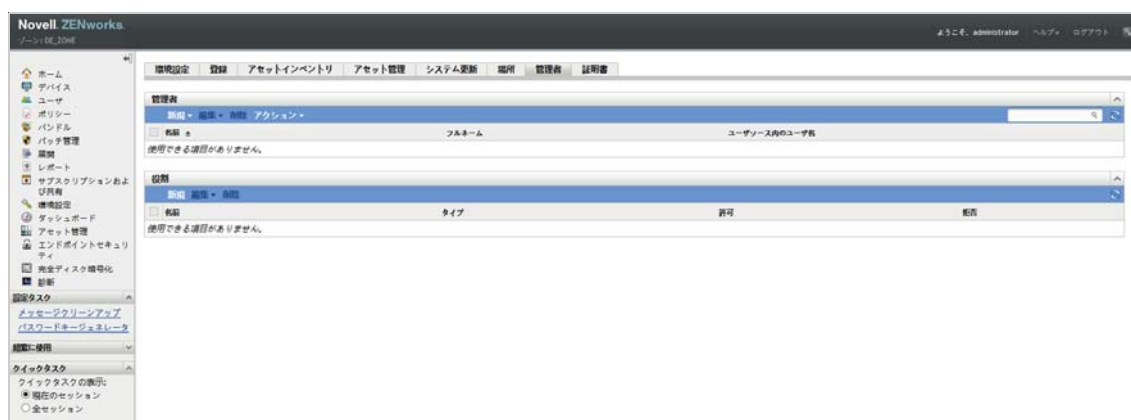 Novell ZENworks.
ゾーン: DE_ZONE
ようこそ、administrator ヘルプ ログアウト
ホーム
デバイス
ユーザ
ポリシー
バンドル
パッチ管理
展開
レポート
サブスクリプションおよ
び共有
環境設定
ダッシュボード
アセット管理
エンドポイントセキュリ
ティ
完全ディスク暗号化
診断
設定タスク
メッセージクリーンアップ
パスワードキージェネレータ
頻繁に使用
クイックタスク
クイックタスクの表示:
現在のセッション
全セッション
環境設定 登録 アセットインベントリ アセット管理 システム更新 場所 管理者 証明書
管理者
新規 編集 削除 アクション
名前 フルネーム ユーザソース内のユーザ名
使用できる項目がありません。
役割
新規 編集 削除
名前 タイプ 許可 拒否
使用できる項目がありません。